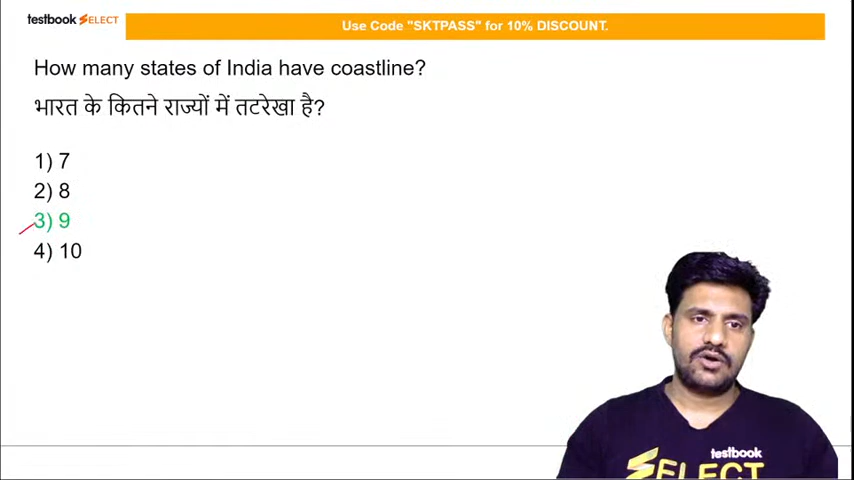 testbook SELECT
Use Code "SKTPASS" for 10% DISCOUNT.
How many states of India have coastline?
भारत के कितने राज्यों में तटरेखा है?
1) 7
2) 8
3) 9
4) 10
testbook
SELECT